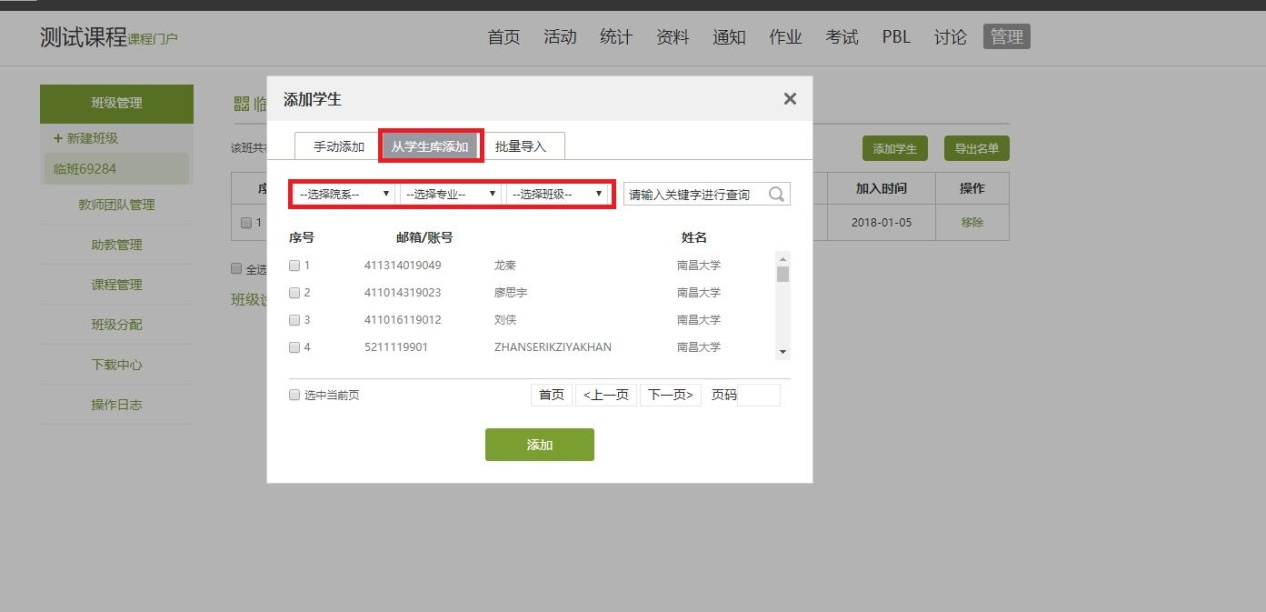 测试课程课程门户
首页 活动 统计 资料 通知 作业 考试 PBL 讨论 管理
班级管理
+ 新建班级
临班69284
教师团队管理
助教管理
课程管理
班级分配
下载中心
操作日志
临
该班共
添加学生 导出名单
加入时间 操作
1 2018-01-05 移除
全选
班级
添加学生
手动添加 从学生库添加 批量导入
--选择院系-- --选择专业-- --选择班级-- 请输入关键字进行查询
序号 邮箱/账号 姓名
1 411314019049 龙秦 南昌大学
2 411014319023 廖思宇 南昌大学
3 411016119012 刘侠 南昌大学
4 5211119901 ZHANSERIKZIYAKHAN 南昌大学
选中当前页 首页 <上一页 下一页> 页码
添加